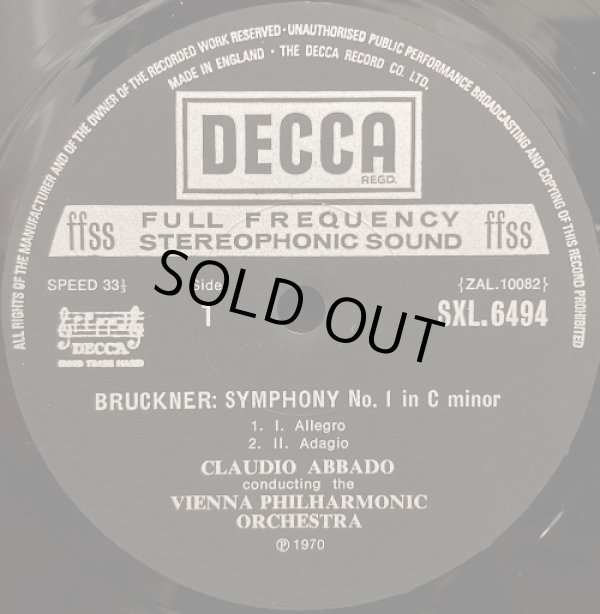 ALL RIGHTS OF THE MANUFACTURER AND OF THE OWNER OF THE RECORDED WORK RESERVED · UNAUTHORISED PUBLIC PERFORMANCE BROADCASTING AND COPYING OF THIS RECORD PROHIBITED
MADE IN ENGLAND · THE DECCA RECORD CO. LTD.
DECCA
REGD.
ffss FULL FREQUENCY STEREOPHONIC SOUND ffss
SPEED 33⅓
Side
1
{ZAL.10082}
SXL.6494
DECCA
SOLD OUT
BRUCKNER: SYMPHONY No. 1 in C minor
1. I. Allegro
2. II. Adagio
CLAUDIO ABBADO
conducting the
VIENNA PHILHARMONIC
ORCHESTRA
Ⓟ 1970